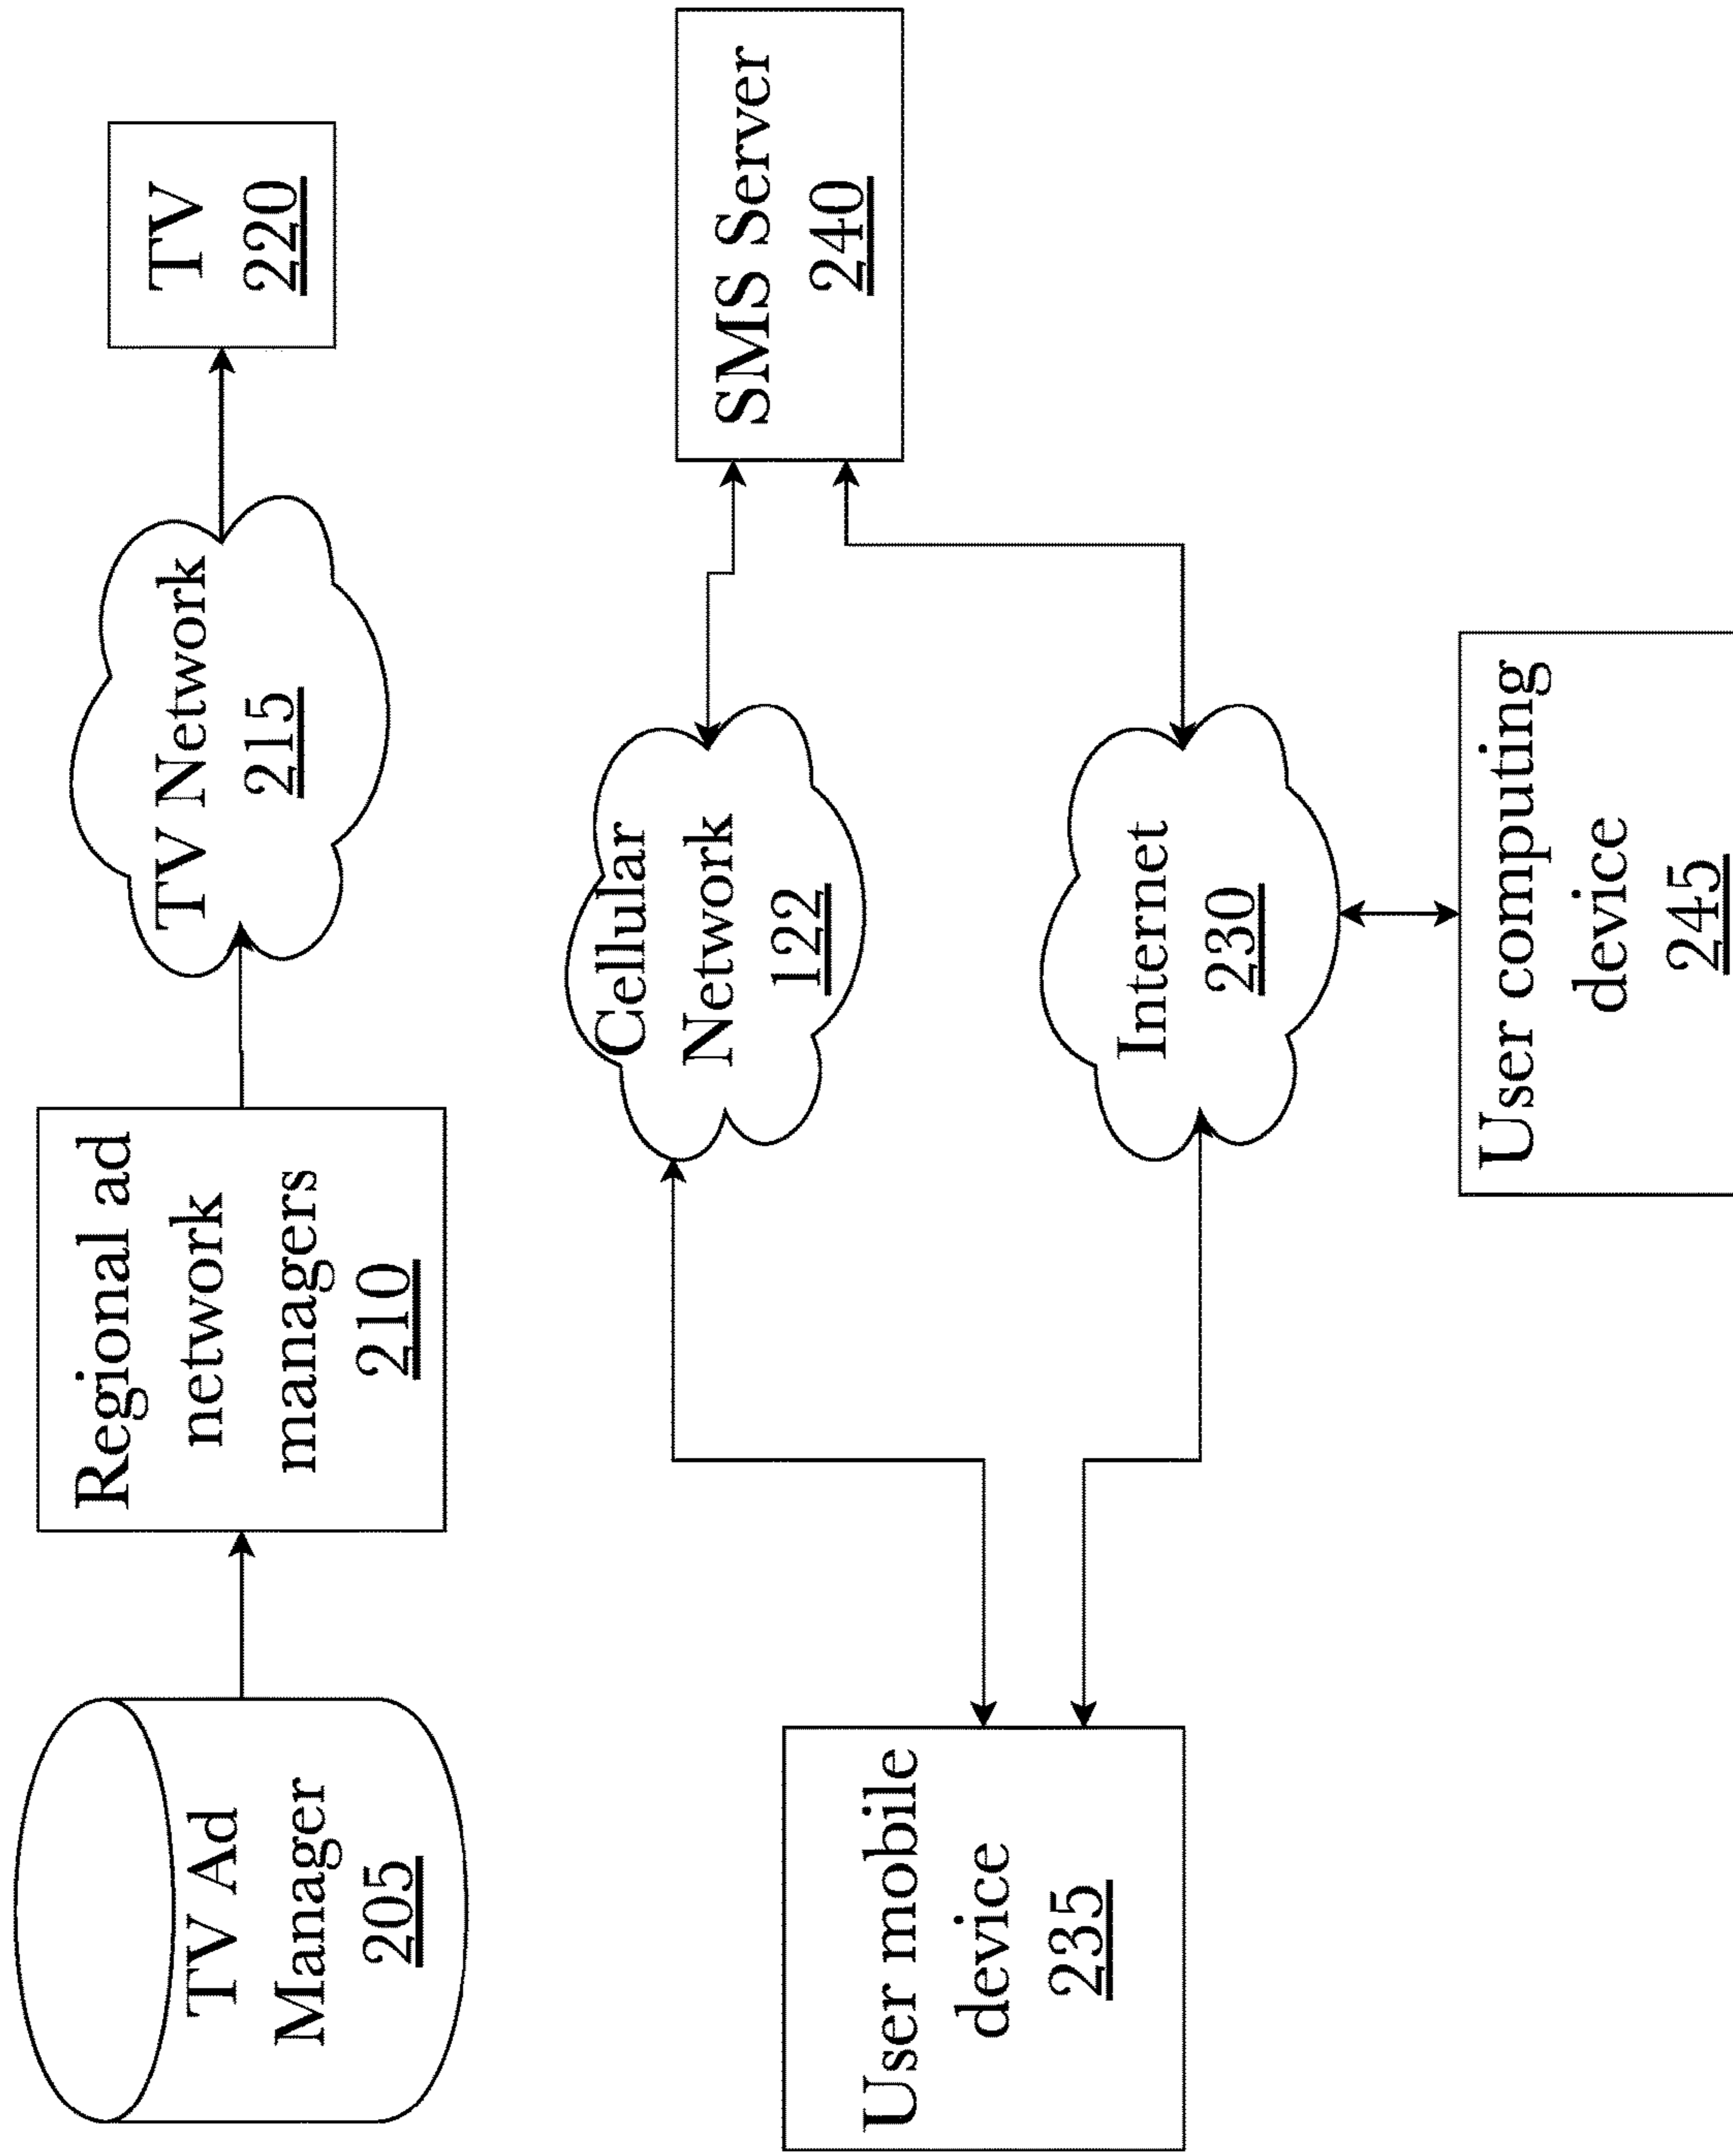 TV Ad
Manager
205
Regional ad
network
managers
210
TV Network
215
TV
220
User mobile
device
235
Cellular
Network
122
Internet
230
SMS Server
240
User computing
device
245